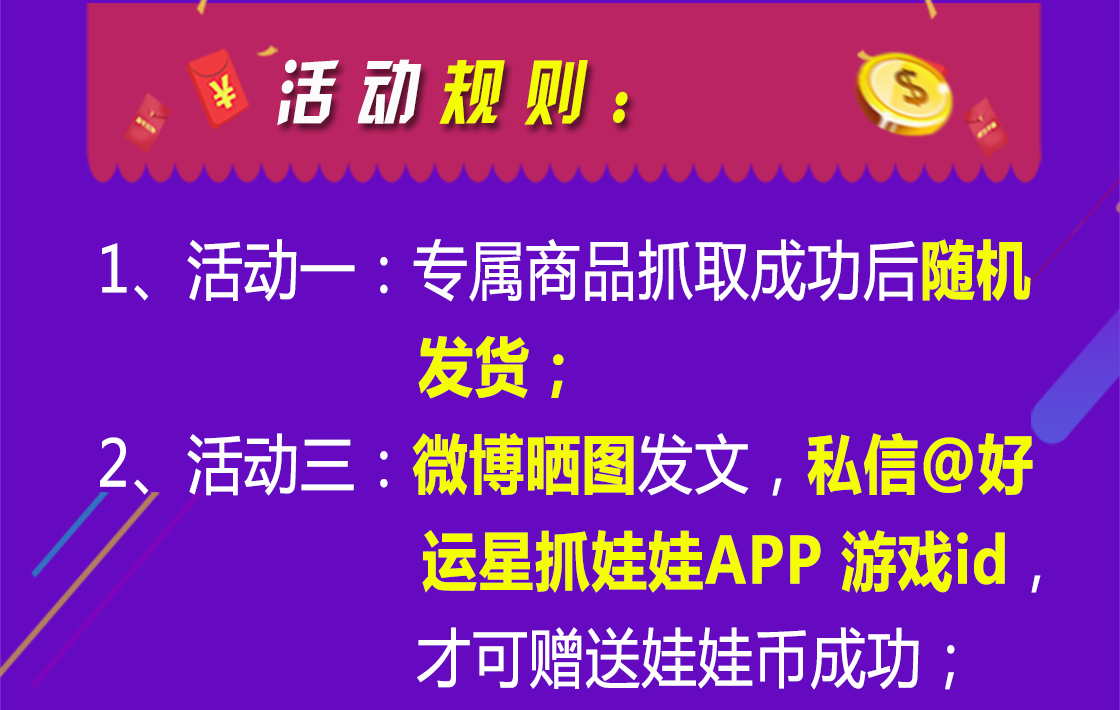 活动规则：
1、活动一：专属商品抓取成功后随机
发货；
2、活动三：微博晒图发文，私信@好
运星抓娃娃APP 游戏id，
才可赠送娃娃币成功；
¥
$